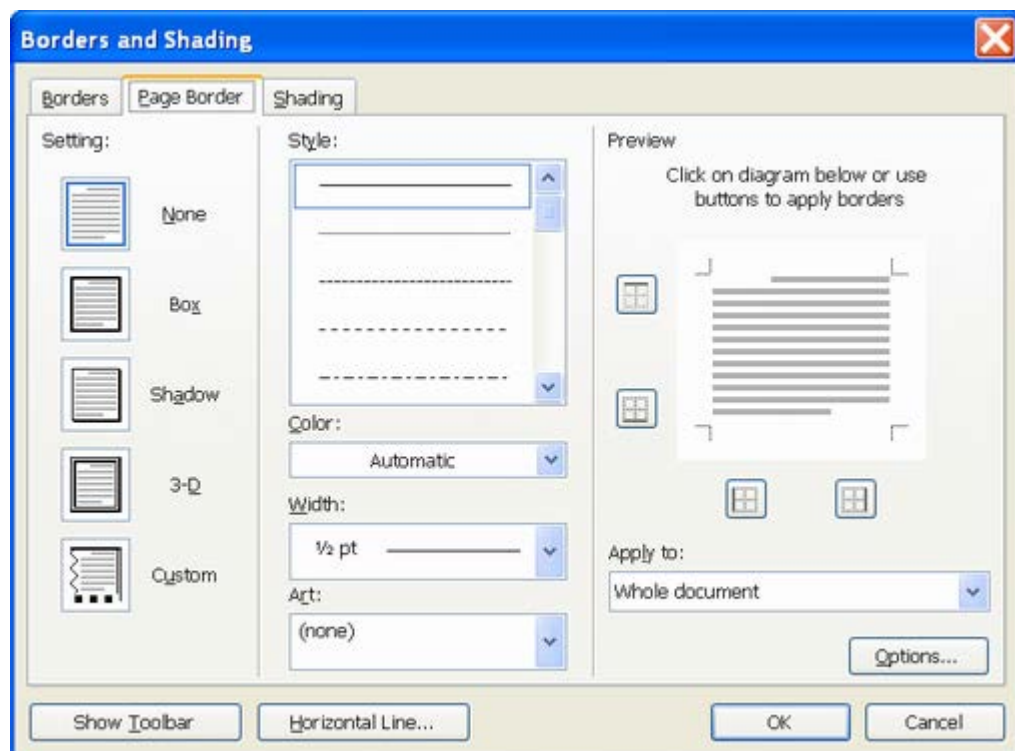 Borders and Shading
Borders
Page Border
Shading
Setting:
None
Box
Shadow
3-D
Custom
Style:
Color:
Automatic
Width:
½ pt
Art:
(none)
Preview
Click on diagram below or use
buttons to apply borders
Apply to:
Whole document
Options...
Show Toolbar
Horizontal Line...
OK
Cancel